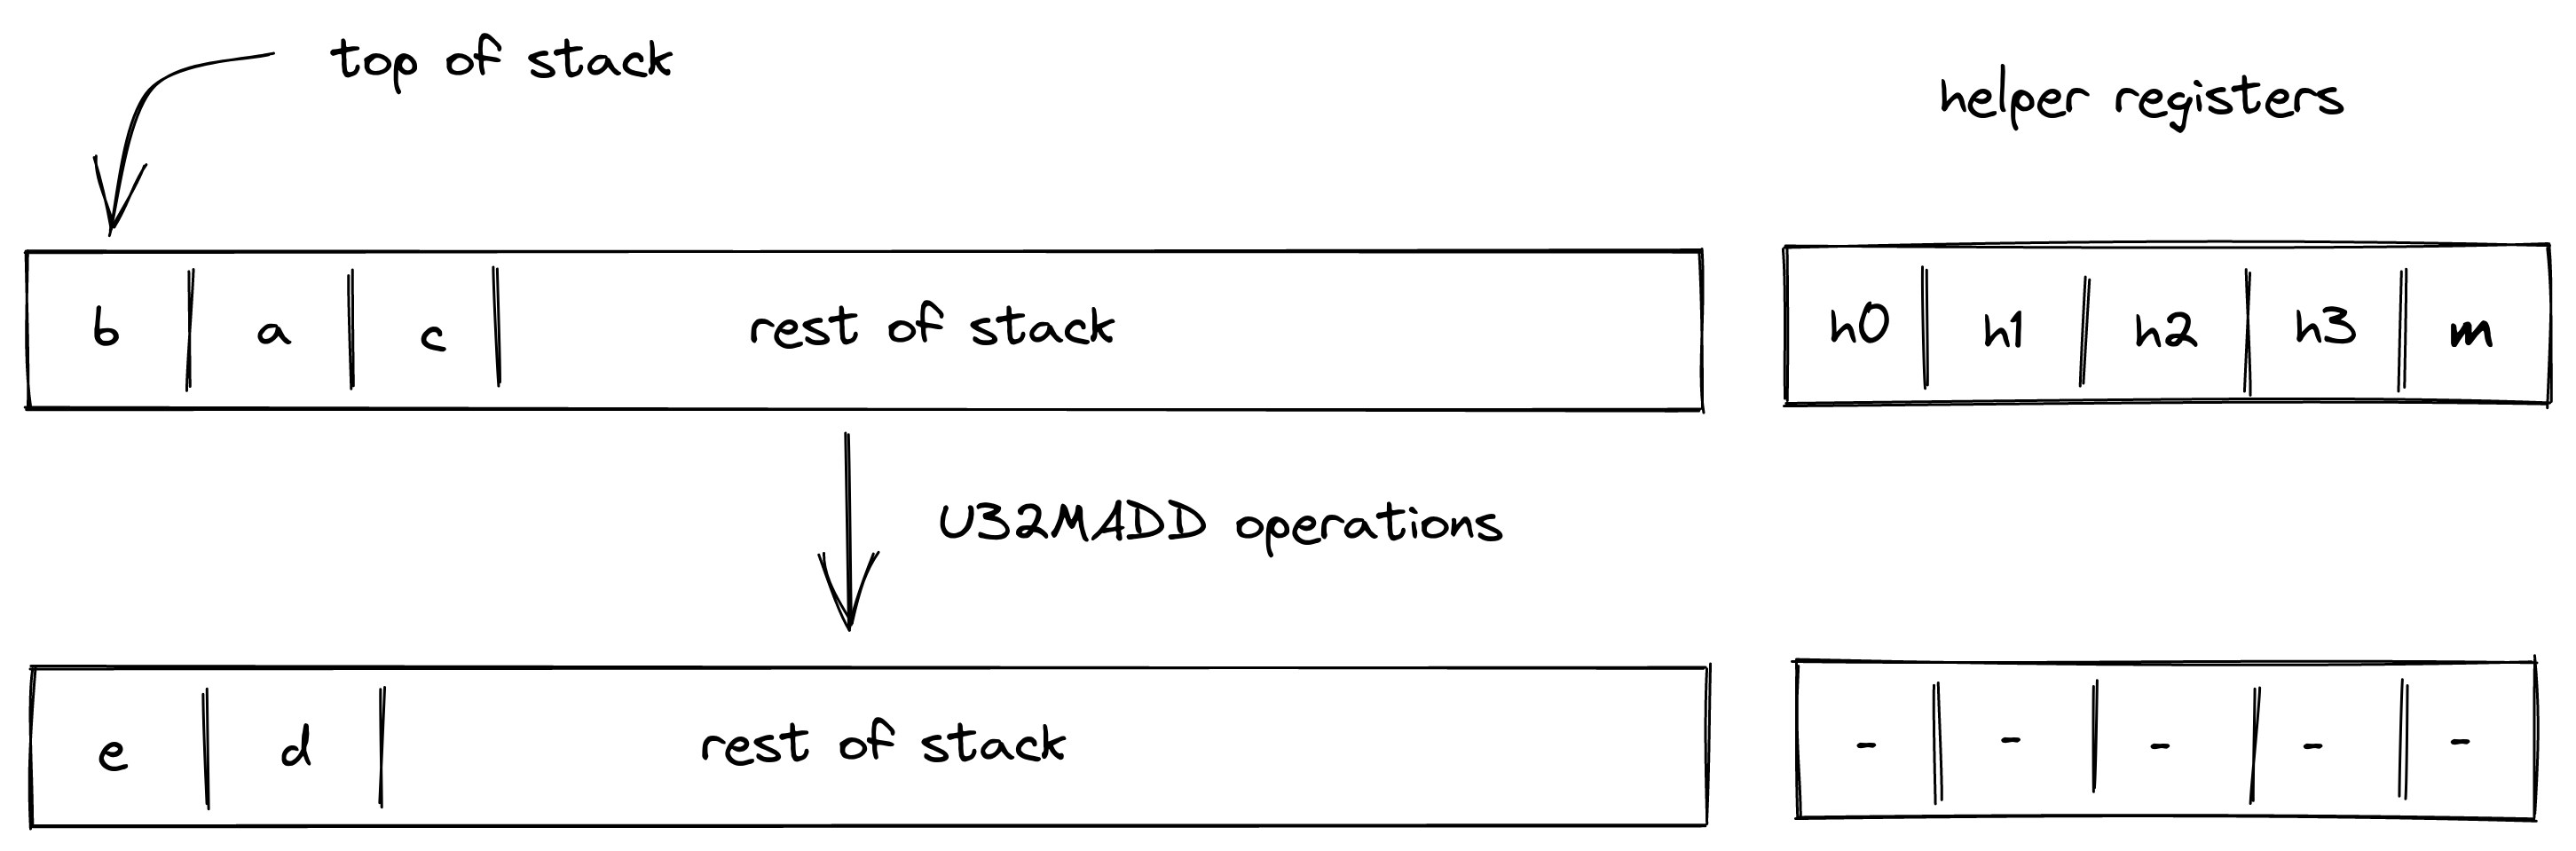 top of stack
helper registers
b a c rest of stack
h0 h1 h2 h3 m
U32MADD operations
e d rest of stack
- - - - -